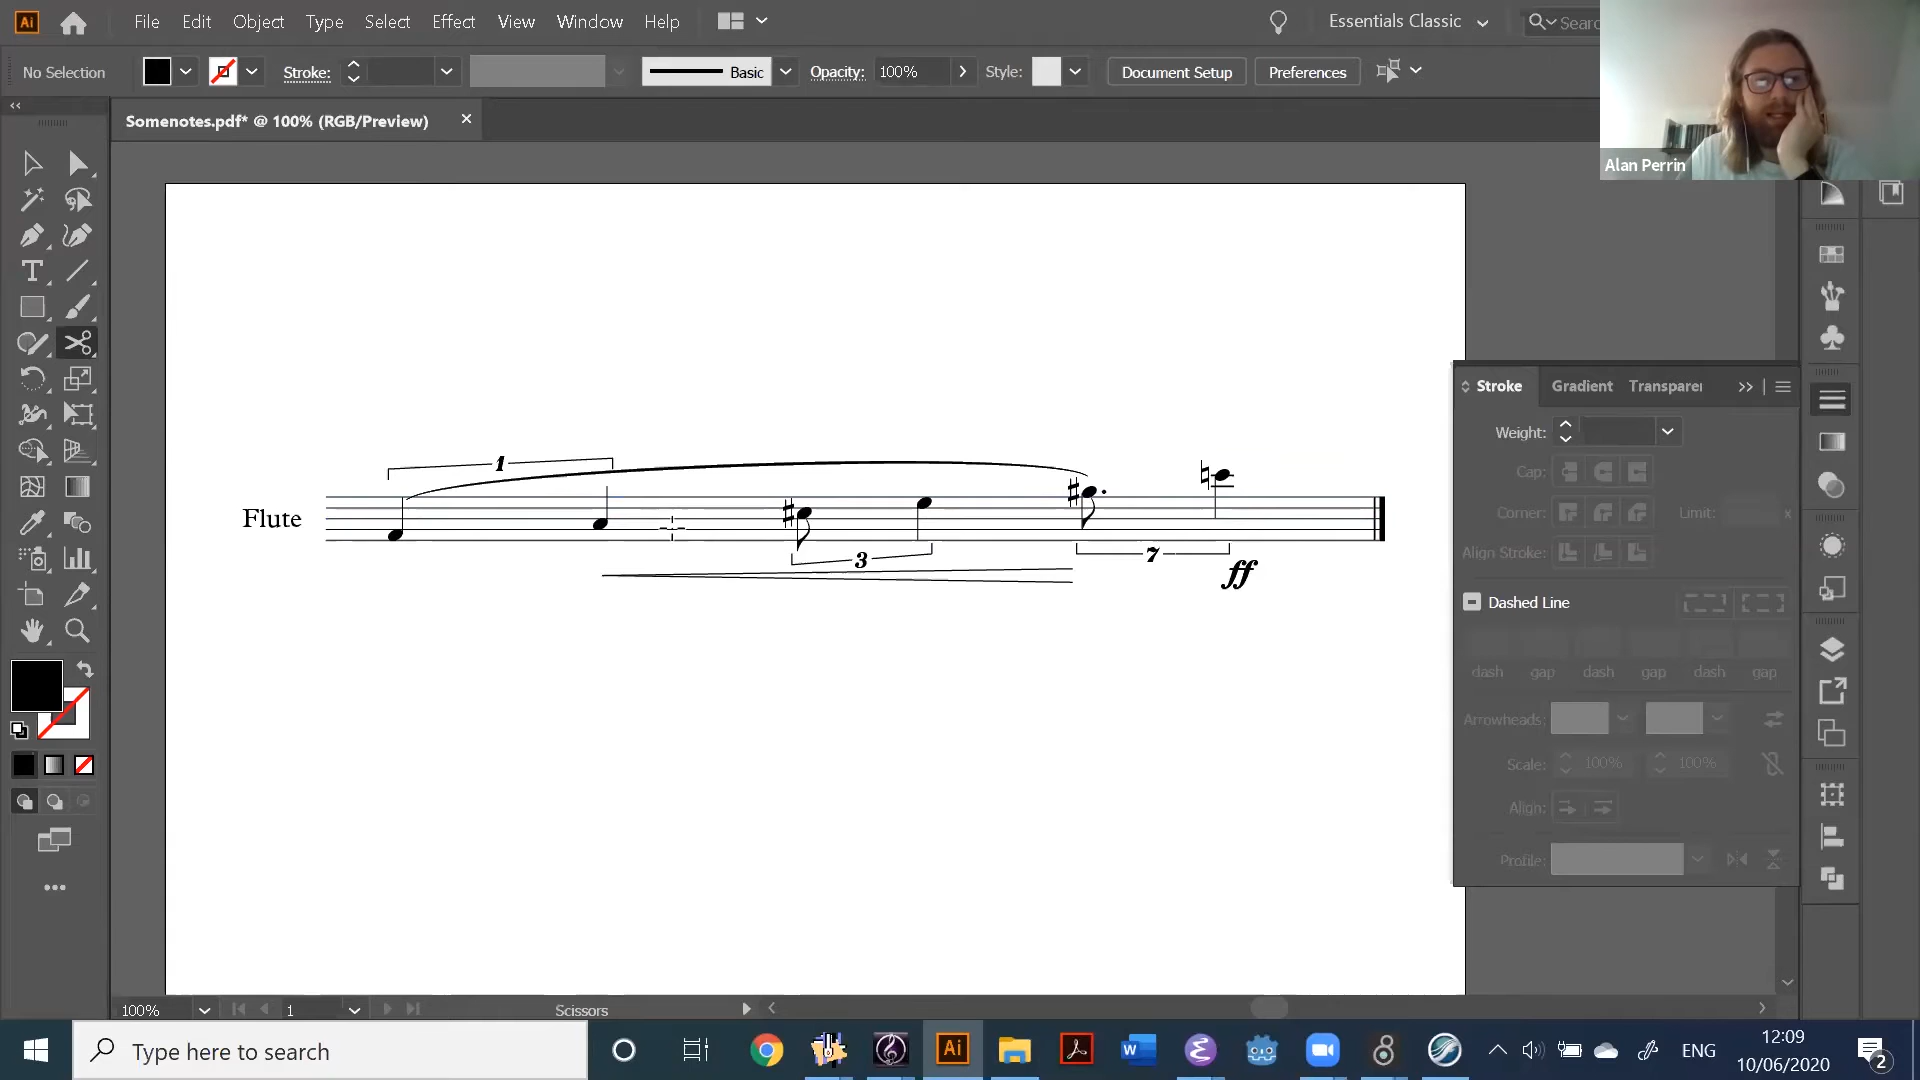 Ai File Edit Object Type Select Effect View Window Help Essentials Classic
No Selection Stroke: Basic Opacity: 100% Style: Document Setup Preferences
Somenotes.pdf* @ 100% (RGB/Preview)
Alan Perrin
Stroke Gradient
Weight:
Cap:
Corner: Limit: x
Align Stroke:
Dashed Line
dash gap dash gap dash gap
Arrowheads:
Scale: 100% 100%
Align:
Profile:
1
Flute
3
7
ff
T
100% 1 Scissors
Type here to search
Ai
ENG
12:09
10/06/2020
2